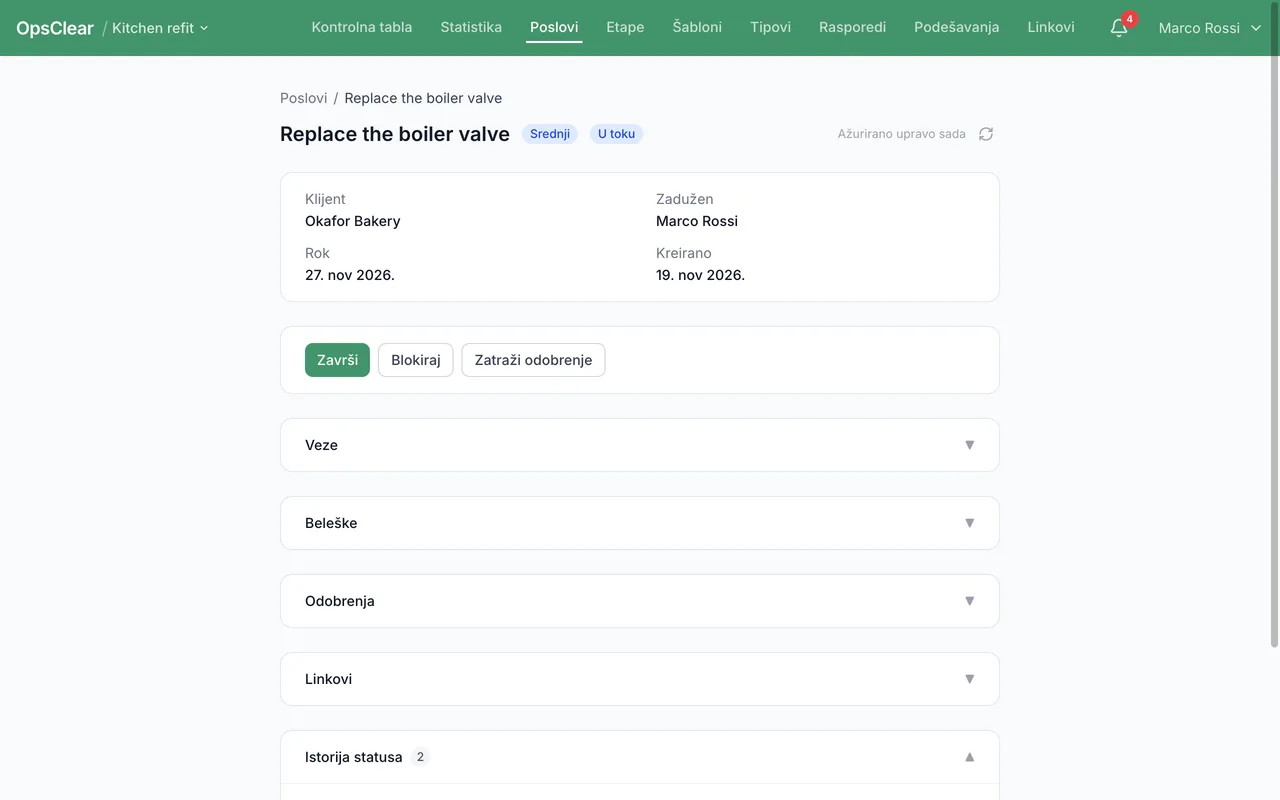 OpsClear / Kitchen refit
Kontrolna tabla Statistika Poslovi Etape Šabloni Tipovi Rasporedi Podešavanja Linkovi 4 Marco Rossi
Poslovi / Replace the boiler valve
Replace the boiler valve Srednji U toku Ažurirano upravo sada
Klijent
Okafor Bakery
Zadužen
Marco Rossi
Rok
27. nov 2026.
Kreirano
19. nov 2026.
Završi Blokiraj Zatraži odobrenje
Veze
Beleške
Odobrenja
Linkovi
Istorija statusa 2